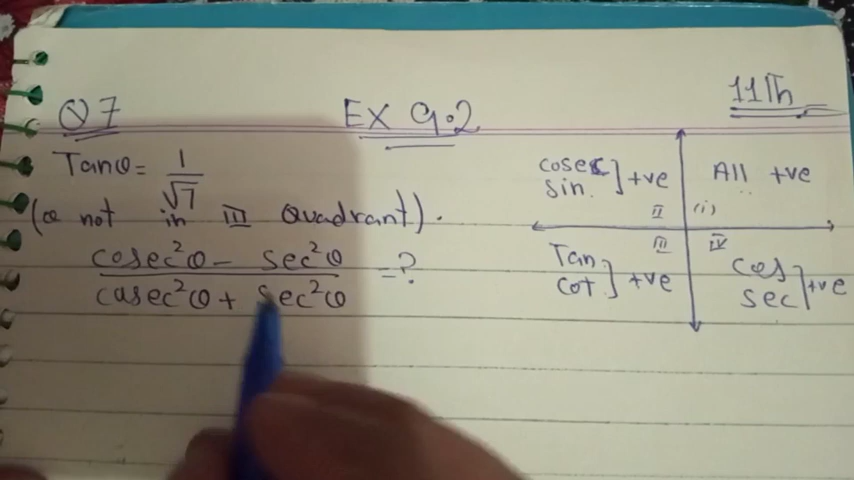 Q7
EX 9.2
11Th
Tanθ = 1/√7
(θ not in III Quadrant).
cosec²θ - sec²θ / cosec²θ + sec²θ = ?
cosec sin. ] +ve
All +ve
II (i)
III IV
Tan cot ] +ve
cos sec ] +ve